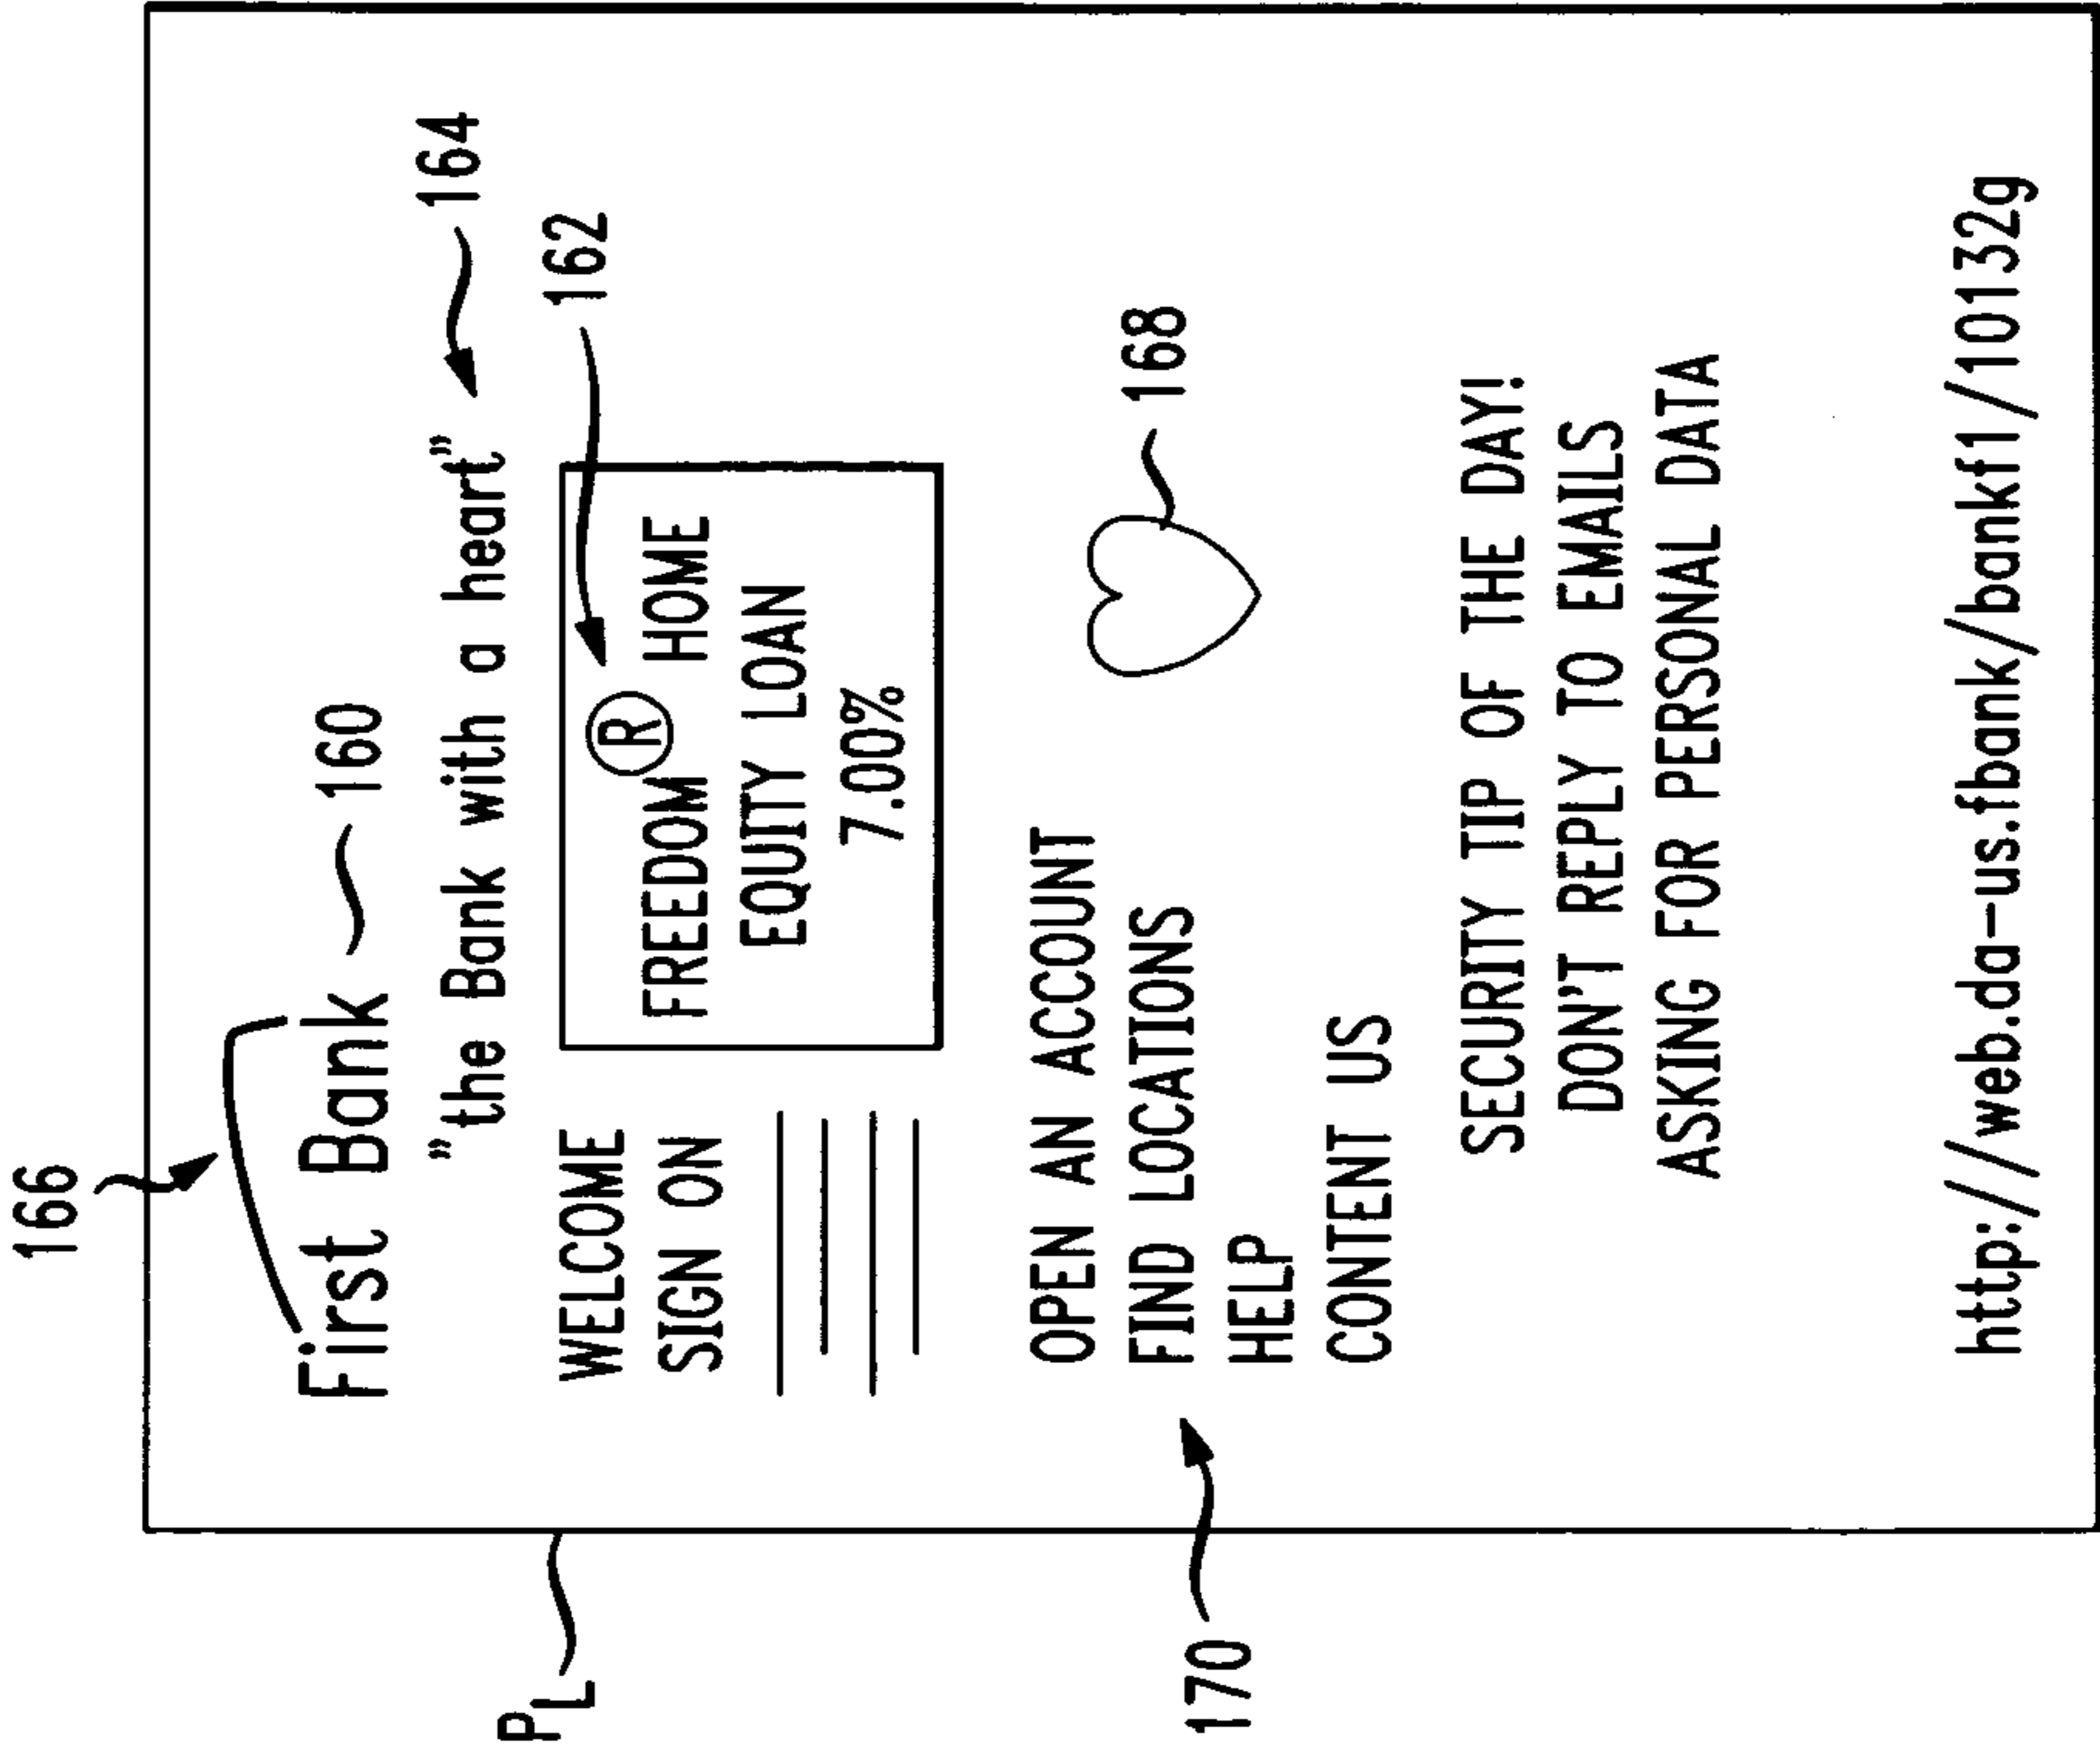 166
First Bank 160
"the Bank with a heart" 164
162
WELCOME
SIGN ON
FREEDOM® HOME
EQUITY LOAN
7.00%
PL
OPEN AN ACCOUNT
FIND LOCATIONS
HELP
CONTENT US
168
170
SECURITY TIP OF THE DAY!
DON'T REPLY TO EMAILS
ASKING FOR PERSONAL DATA
http://web.da-us.fbank/bankf1/10132g